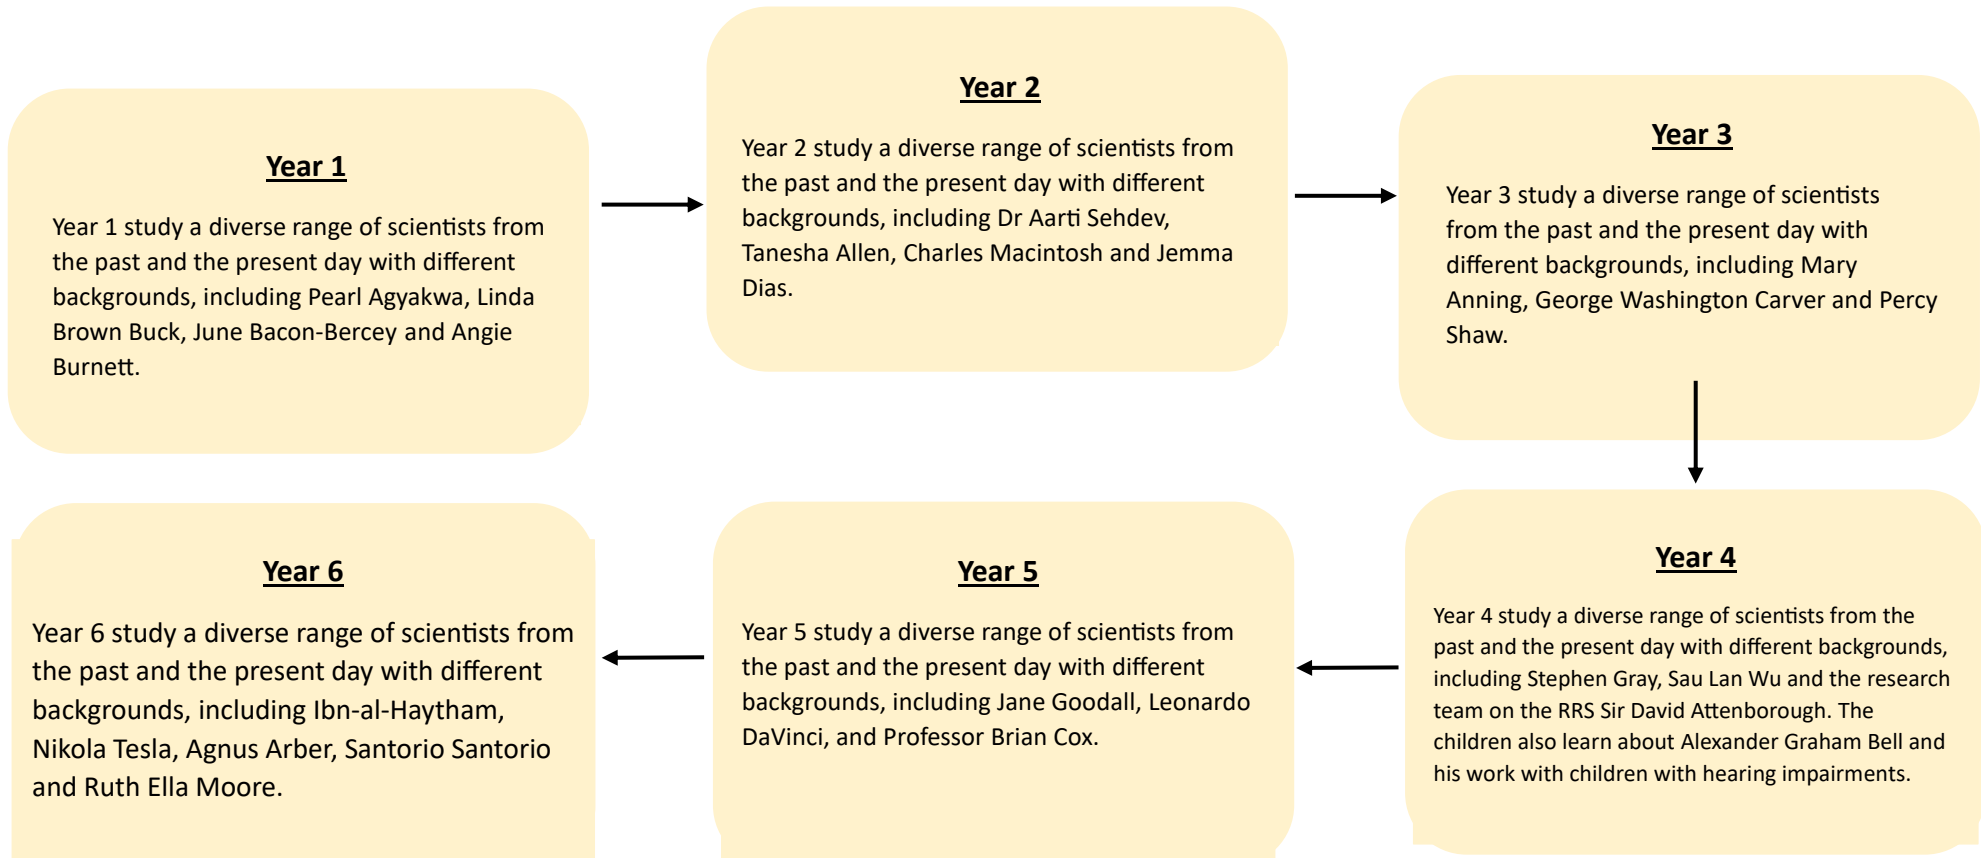 Year 1
Year 1 study a diverse range of scientists from
the past and the present day with different
backgrounds, including Pearl Agyakwa, Linda
Brown Buck, June Bacon-Bercey and Angie
Burnett.
Year 2
Year 2 study a diverse range of scientists from
the past and the present day with different
backgrounds, including Dr Aarti Sehdev,
Tanesha Allen, Charles Macintosh and Jemma
Dias.
Year 3
Year 3 study a diverse range of scientists
from the past and the present day with
different backgrounds, including Mary
Anning, George Washington Carver and Percy
Shaw.
Year 4
Year 4 study a diverse range of scientists from the
past and the present day with different backgrounds,
including Stephen Gray, Sau Lan Wu and the research
team on the RRS Sir David Attenborough. The
children also learn about Alexander Graham Bell and
his work with children with hearing impairments.
Year 5
Year 5 study a diverse range of scientists from
the past and the present day with different
backgrounds, including Jane Goodall, Leonardo
DaVinci, and Professor Brian Cox.
Year 6
Year 6 study a diverse range of scientists from
the past and the present day with different
backgrounds, including Ibn-al-Haytham,
Nikola Tesla, Agnus Arber, Santorio Santorio
and Ruth Ella Moore.